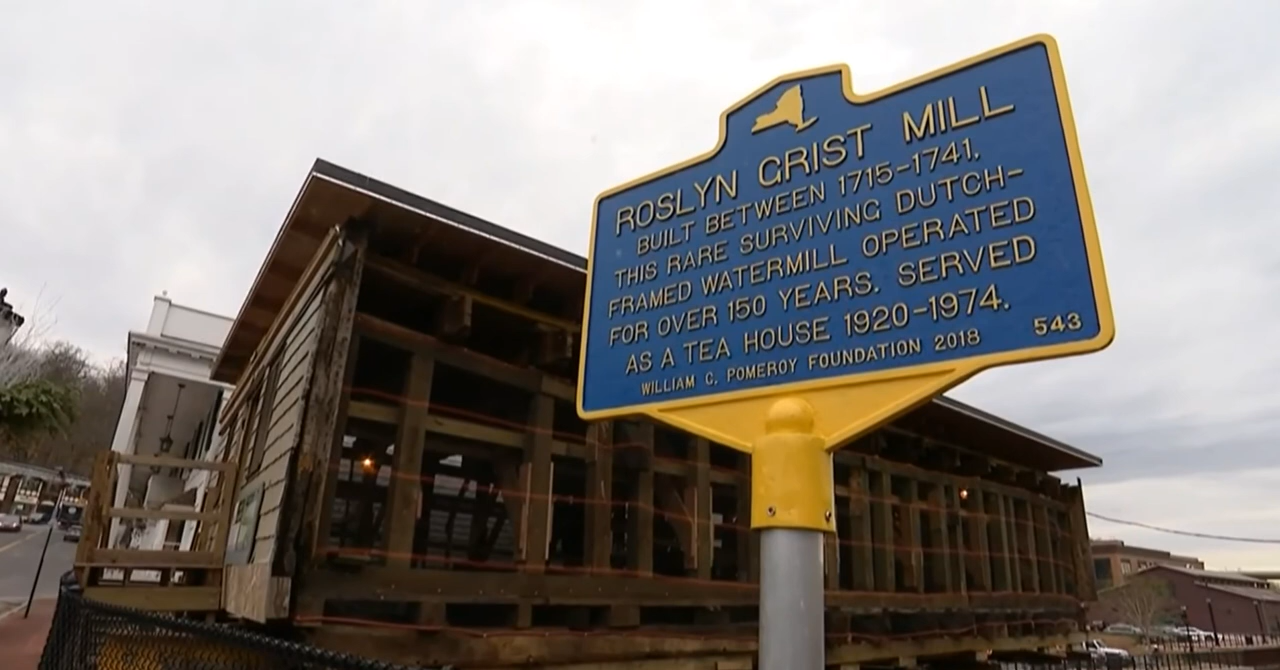 ROSLYN GRIST MILL
BUILT BETWEEN 1715-1741,
THIS RARE SURVIVING DUTCH-
FRAMED WATERMILL OPERATED
FOR OVER 150 YEARS. SERVED
AS A TEA HOUSE 1920-1974.
WILLIAM C. POMEROY FOUNDATION 2018 543